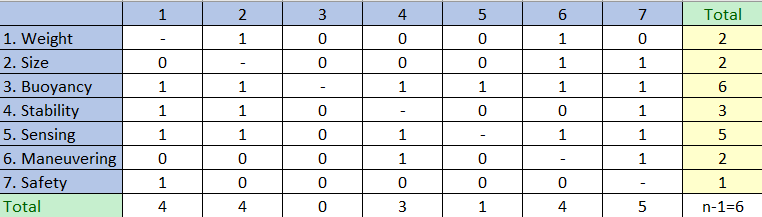 1 2 3 4 5 6 7 Total
1. Weight - 1 0 0 0 1 0 2
2. Size 0 - 0 0 0 1 1 2
3. Buoyancy 1 1 - 1 1 1 1 6
4. Stability 1 1 0 - 0 0 1 3
5. Sensing 1 1 0 1 - 1 1 5
6. Maneuvering 0 0 0 1 0 - 1 2
7. Safety 1 0 0 0 0 0 - 1
Total 4 4 0 3 1 4 5 n-1=6